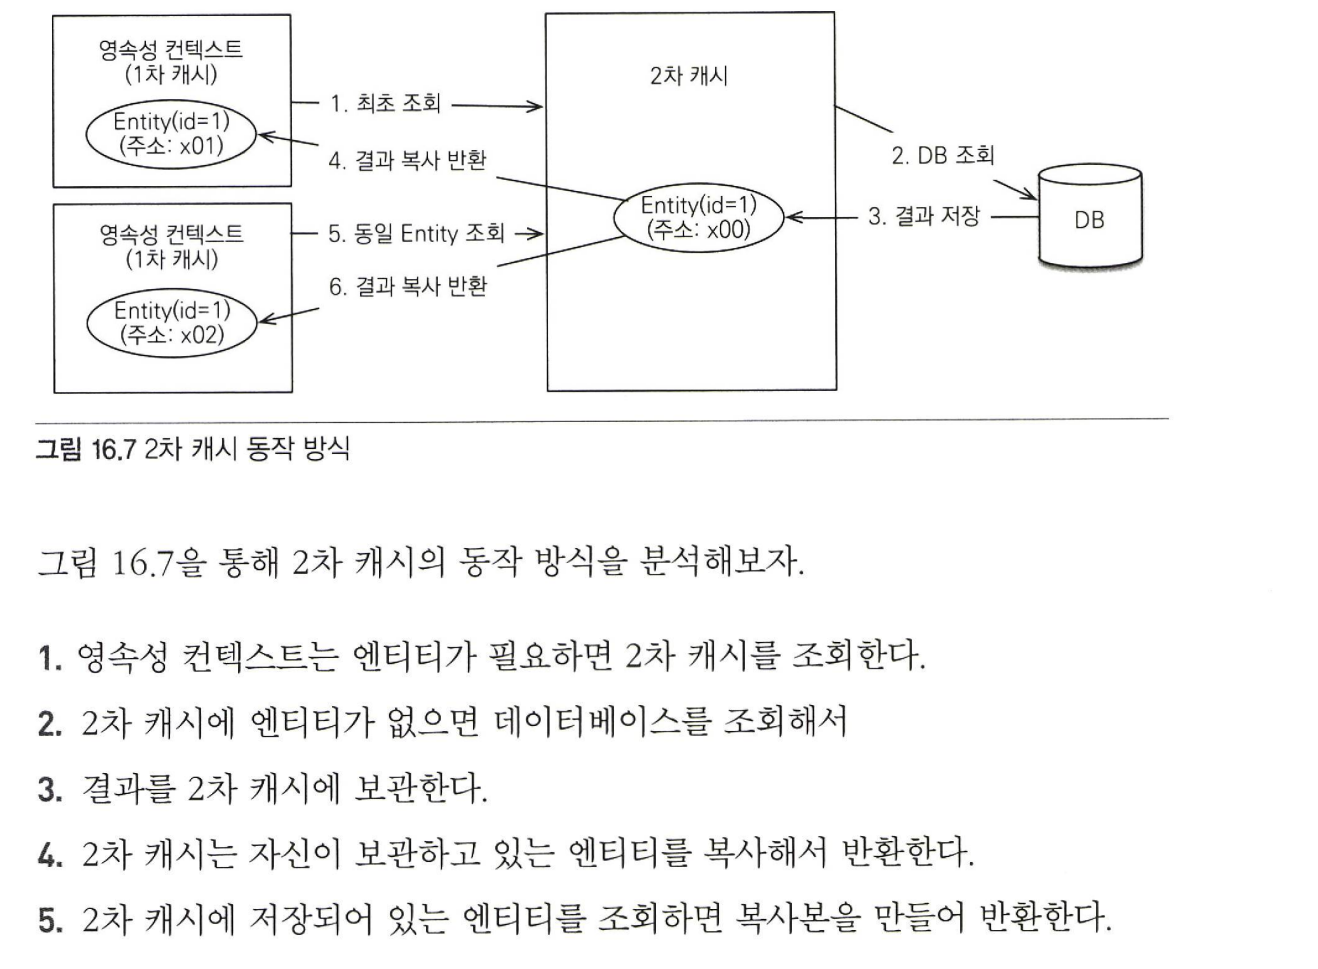 영속성 컨텍스트
(1차 캐시)
Entity(id=1)
(주소: x01)
1. 최초 조회
4. 결과 복사 반환
영속성 컨텍스트
(1차 캐시)
Entity(id=1)
(주소: x02)
5. 동일 Entity 조회
6. 결과 복사 반환
2차 캐시
Entity(id=1)
(주소: x00)
2. DB 조회
3. 결과 저장
DB
그림 16.7 2차 캐시 동작 방식
그림 16.7을 통해 2차 캐시의 동작 방식을 분석해보자.
1. 영속성 컨텍스트는 엔티티가 필요하면 2차 캐시를 조회한다.
2. 2차 캐시에 엔티티가 없으면 데이터베이스를 조회해서
3. 결과를 2차 캐시에 보관한다.
4. 2차 캐시는 자신이 보관하고 있는 엔티티를 복사해서 반환한다.
5. 2차 캐시에 저장되어 있는 엔티티를 조회하면 복사본을 만들어 반환한다.